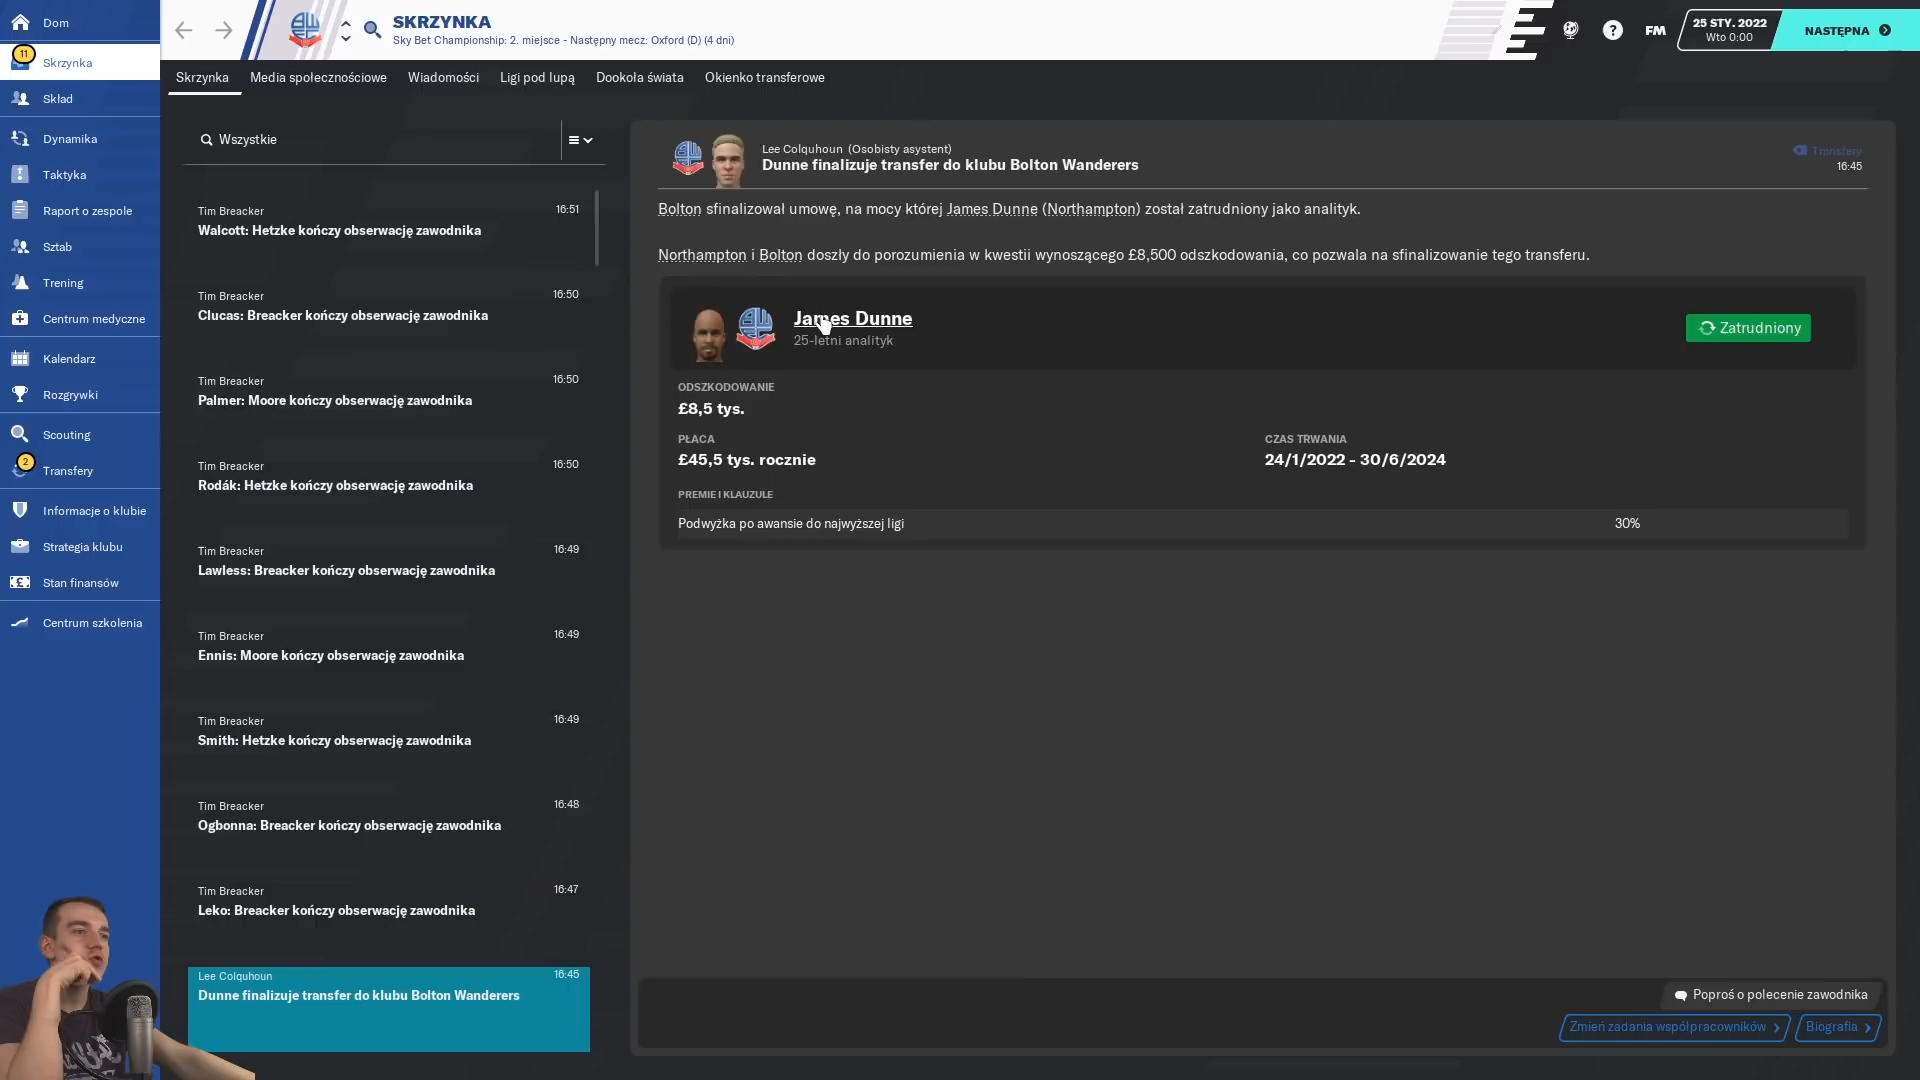 Dom
11
Skrzynka
Skład
Dynamika
Taktyka
Raport o zespole
Sztab
Trening
Centrum medyczne
Kalendarz
Rozgrywki
Scouting
2
Transfery
Informacje o klubie
Strategia klubu
Stan finansów
Centrum szkolenia
SKRZYNKA
Sky Bet Championship: 2. miejsce - Następny mecz: Oxford (D) (4 dni)
FM
25 STY. 2022
Wto 0:00
NASTĘPNA
Skrzynka Media społecznościowe Wiadomości Ligi pod lupą Dookoła świata Okienko transferowe
Wszystkie
Tim Breacker 16:51
Walcott: Hetzke kończy obserwację zawodnika
Tim Breacker 16:50
Clucas: Breacker kończy obserwację zawodnika
Tim Breacker 16:50
Palmer: Moore kończy obserwację zawodnika
Tim Breacker 16:50
Rodák: Hetzke kończy obserwację zawodnika
Tim Breacker 16:49
Lawless: Breacker kończy obserwację zawodnika
Tim Breacker 16:49
Ennis: Moore kończy obserwację zawodnika
Tim Breacker 16:49
Smith: Hetzke kończy obserwację zawodnika
Tim Breacker 16:48
Ogbonna: Breacker kończy obserwację zawodnika
Tim Breacker 16:47
Leko: Breacker kończy obserwację zawodnika
Lee Colquhoun 16:45
Dunne finalizuje transfer do klubu Bolton Wanderers
Lee Colquhoun (Osobisty asystent)
Dunne finalizuje transfer do klubu Bolton Wanderers
Transfery
16:45
Bolton sfinalizował umowę, na mocy której James Dunne (Northampton) został zatrudniony jako analityk.
Northampton i Bolton doszły do porozumienia w kwestii wynoszącego £8,500 odszkodowania, co pozwala na sfinalizowanie tego transferu.
James Dunne
25-letni analityk
Zatrudniony
ODSZKODOWANIE
£8,5 tys.
PŁACA
£45,5 tys. rocznie
CZAS TRWANIA
24/1/2022 - 30/6/2024
PREMIE I KLAUZULE
Podwyżka po awansie do najwyższej ligi 30%
Poproś o polecenie zawodnika
Zmień zadania współpracowników
Biografia